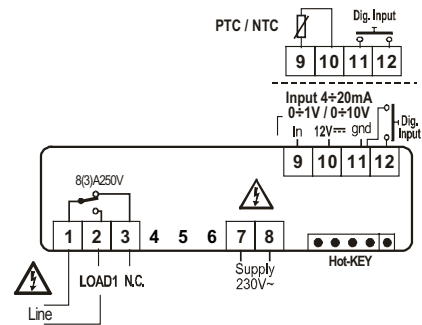 PTC / NTC
Dig. Input
9 10 11 12
Input 4÷20mA
0÷1V / 0÷10V
In 12V gnd
Dig.
Input
9 10 11 12
8(3)A250V
1 2 3 4 5 6 7 8
Hot-KEY
LOAD1 N.C.
Supply
230V~
Line